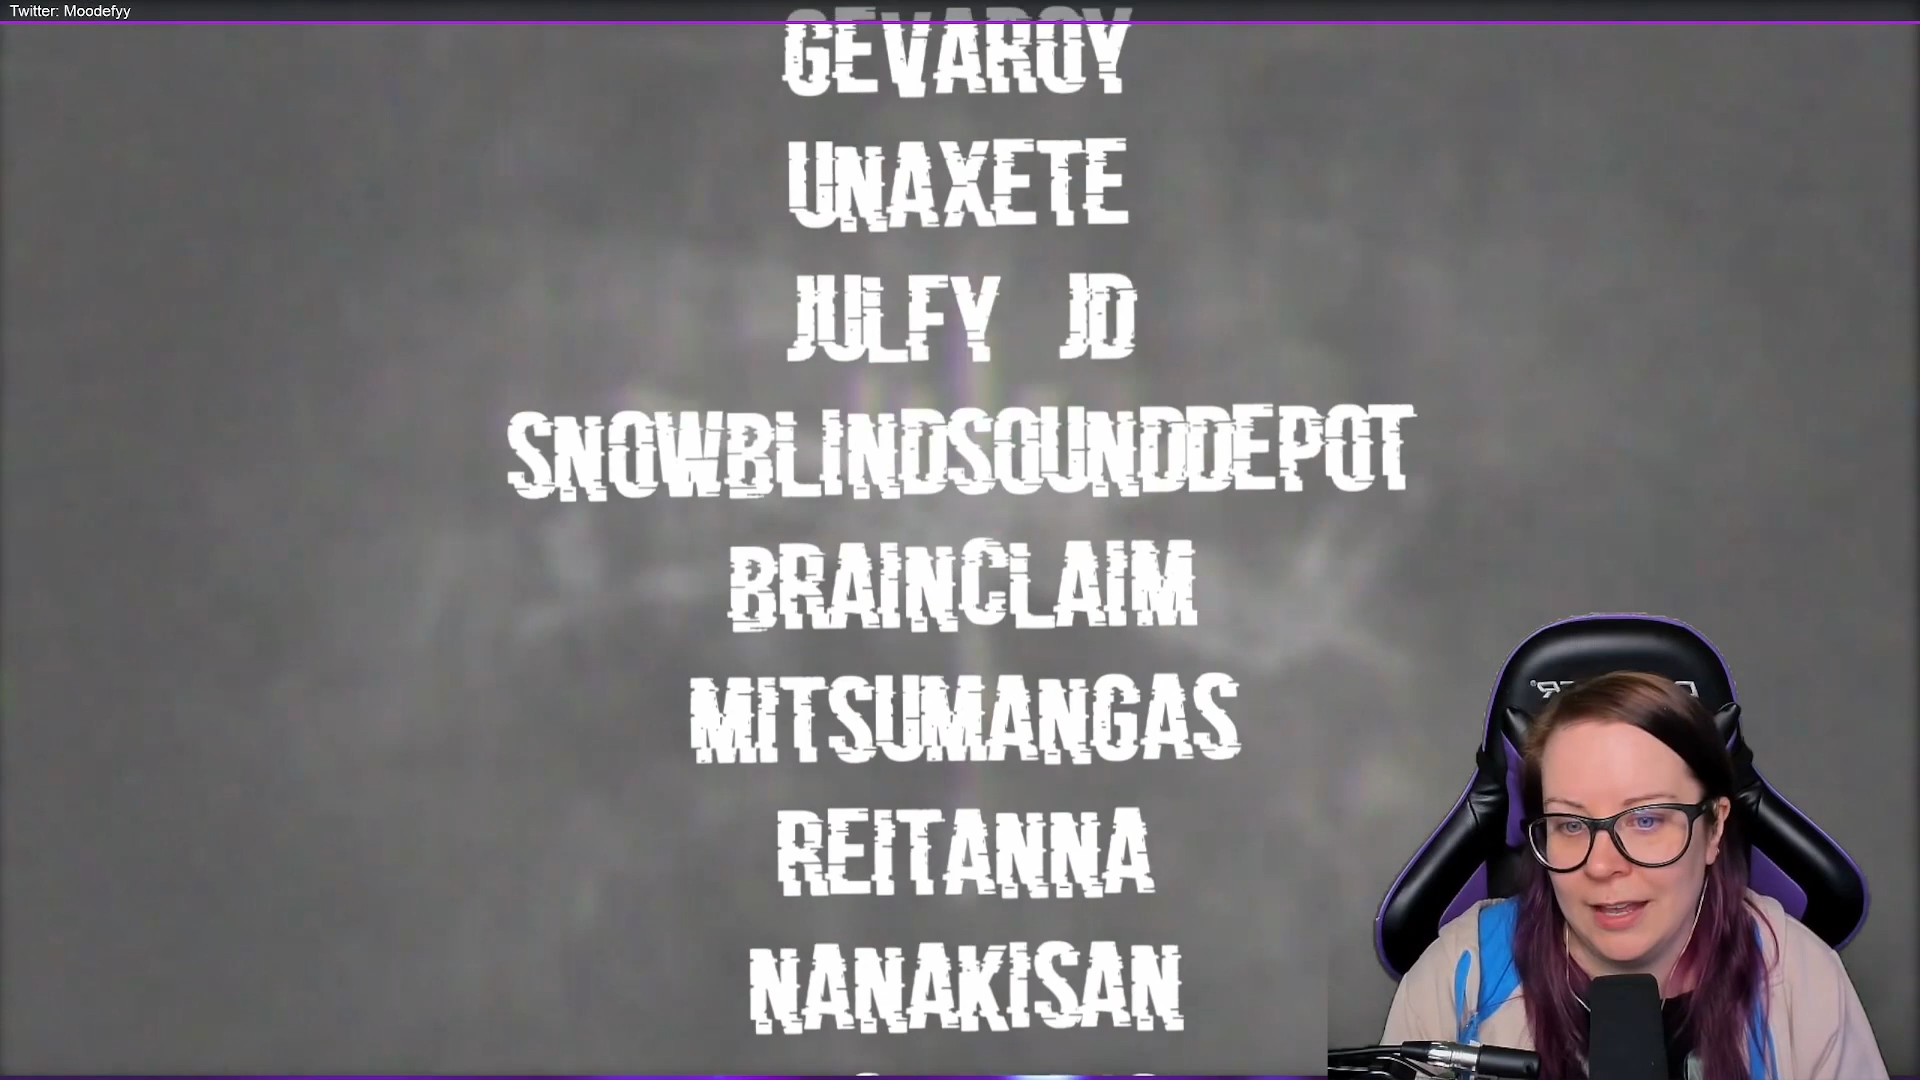 Twitter: Moodefyy
GEVAROY
UNAXETE
JULFY JD
SNOWBLINDSOUNDDEPOT
BRAINCLAIM
MITSUMANGAS
REITANNA
NANAKISAN